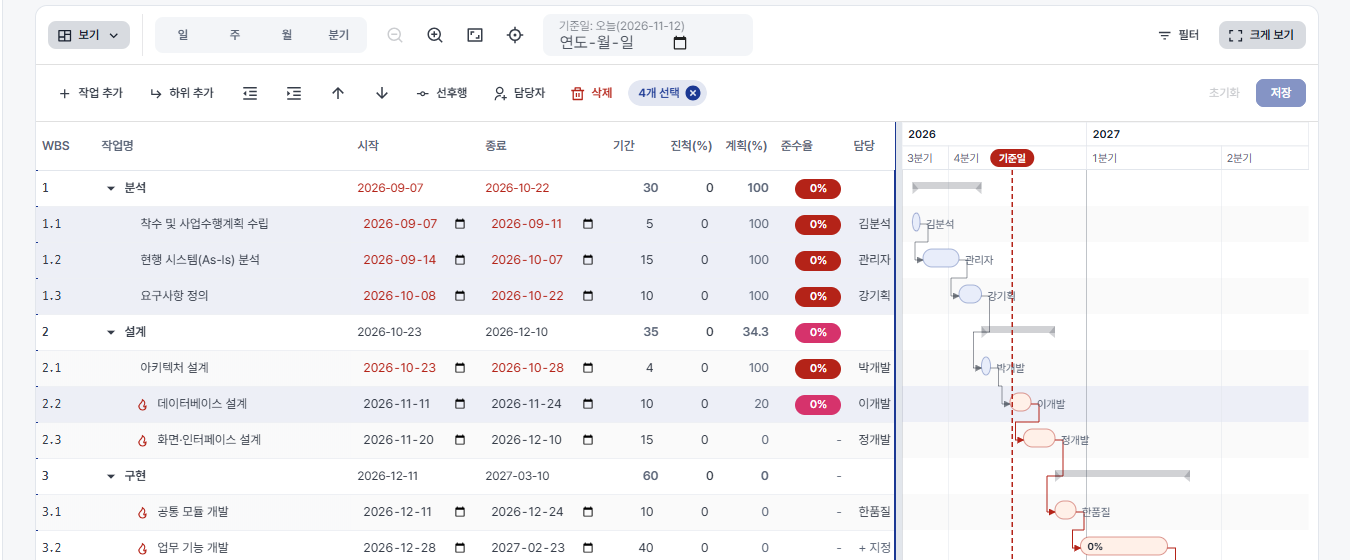 보기 일 주 월 분기 기준일: 오늘(2026-11-12) 필터 크게 보기
연도-월-일
작업 추가 하위 추가 선후행 담당자 삭제 4개 선택 초기화 저장
WBS 작업명 시작 종료 기간 진척(%) 계획(%) 준수율 담당 2026 2027
3분기 4분기 기준일 1분기 2분기
1 분석 2026-09-07 2026-10-22 30 0 100 0%
1.1 착수 및 사업수행계획 수립 2026-09-07 2026-09-11 5 0 100 0% 김분석 김분석
1.2 현행 시스템(As-Is) 분석 2026-09-14 2026-10-07 15 0 100 0% 관리자 관리자
1.3 요구사항 정의 2026-10-08 2026-10-22 10 0 100 0% 강기획 강기획
2 설계 2026-10-23 2026-12-10 35 0 34.3 0%
2.1 아키텍처 설계 2026-10-23 2026-10-28 4 0 100 0% 박개발 박개발
2.2 데이터베이스 설계 2026-11-11 2026-11-24 10 0 20 0% 이개발 이개발
2.3 화면·인터페이스 설계 2026-11-20 2026-12-10 15 0 0 - 정개발 정개발
3 구현 2026-12-11 2027-03-10 60 0 0 -
3.1 공통 모듈 개발 2026-12-11 2026-12-24 10 0 0 - 한품질 한품질
3.2 업무 기능 개발 2026-12-28 2027-02-23 40 0 0 - + 지정 0%